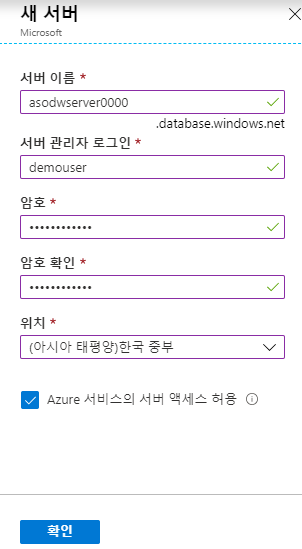 새 서버
Microsoft
서버 이름 *
asodwserver0000
.database.windows.net
서버 관리자 로그인 *
demouser
암호 *
••••••••••••
암호 확인 *
••••••••••••
위치 *
(아시아 태평양)한국 중부
Azure 서비스의 서버 액세스 허용
확인